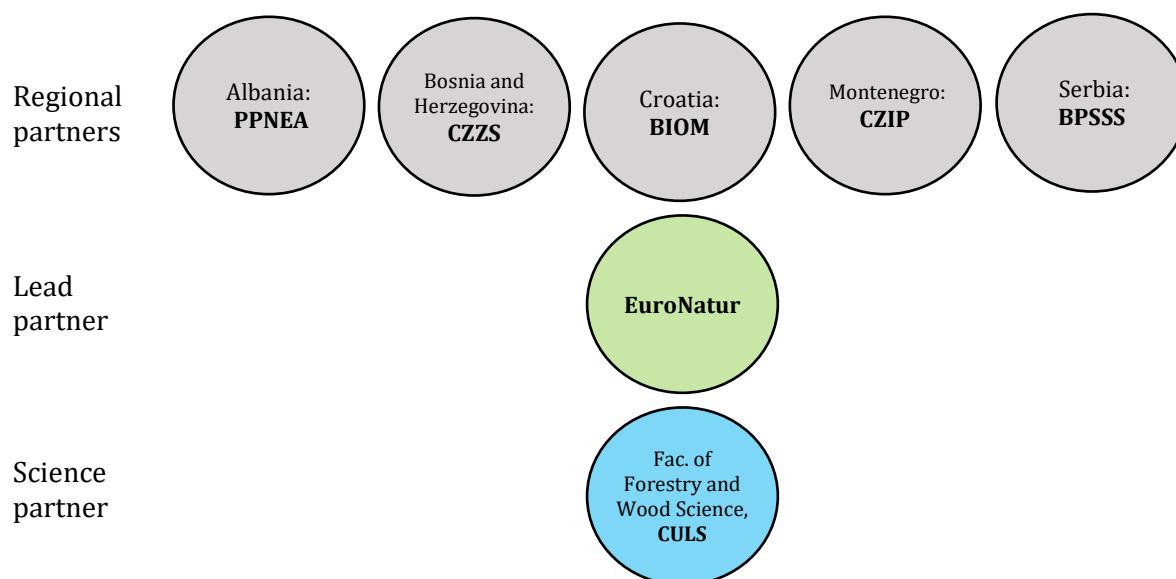 Regional
partners
Albania:
PPNEA
Bosnia and
Herzegovina:
CZZS
Croatia:
BIOM
Montenegro:
CZIP
Serbia:
BPSSS
Lead
partner
EuroNatur
Science
partner
Fac. of
Forestry and
Wood Science,
CULS